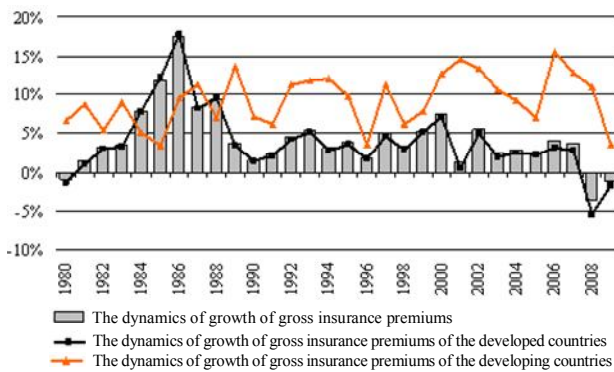 20%
15%
10%
5%
0%
-5%
-10%
1980 1982 1984 1986 1988 1990 1992 1994 1996 1998 2000 2002 2004 2006 2008
The dynamics of growth of gross insurance premiums
The dynamics of growth of gross insurance premiums of the developed countries
The dynamics of growth of gross insurance premiums of the developing countries